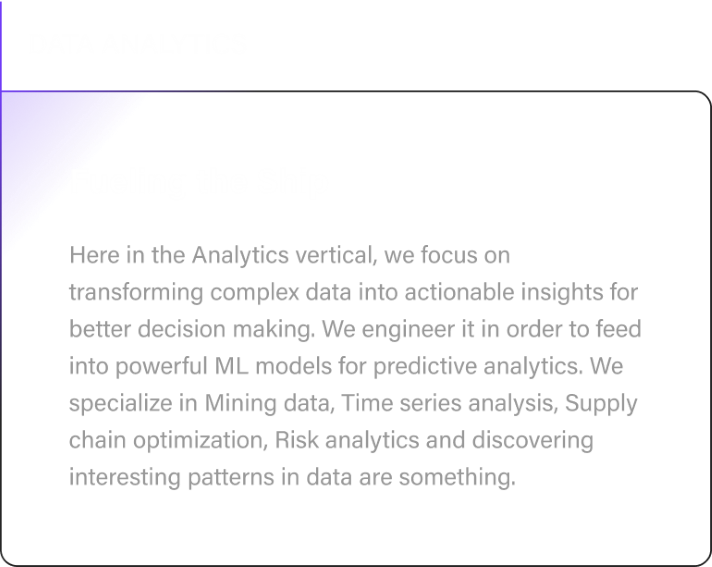 Here in the Analytics vertical, we focus on
transforming complex data into actionable insights for
better decision making. We engineer it in order to feed
into powerful ML models for predictive analytics. We
specialize in Mining data, Time series analysis, Supply
chain optimization, Risk analytics and discovering
interesting patterns in data are something.